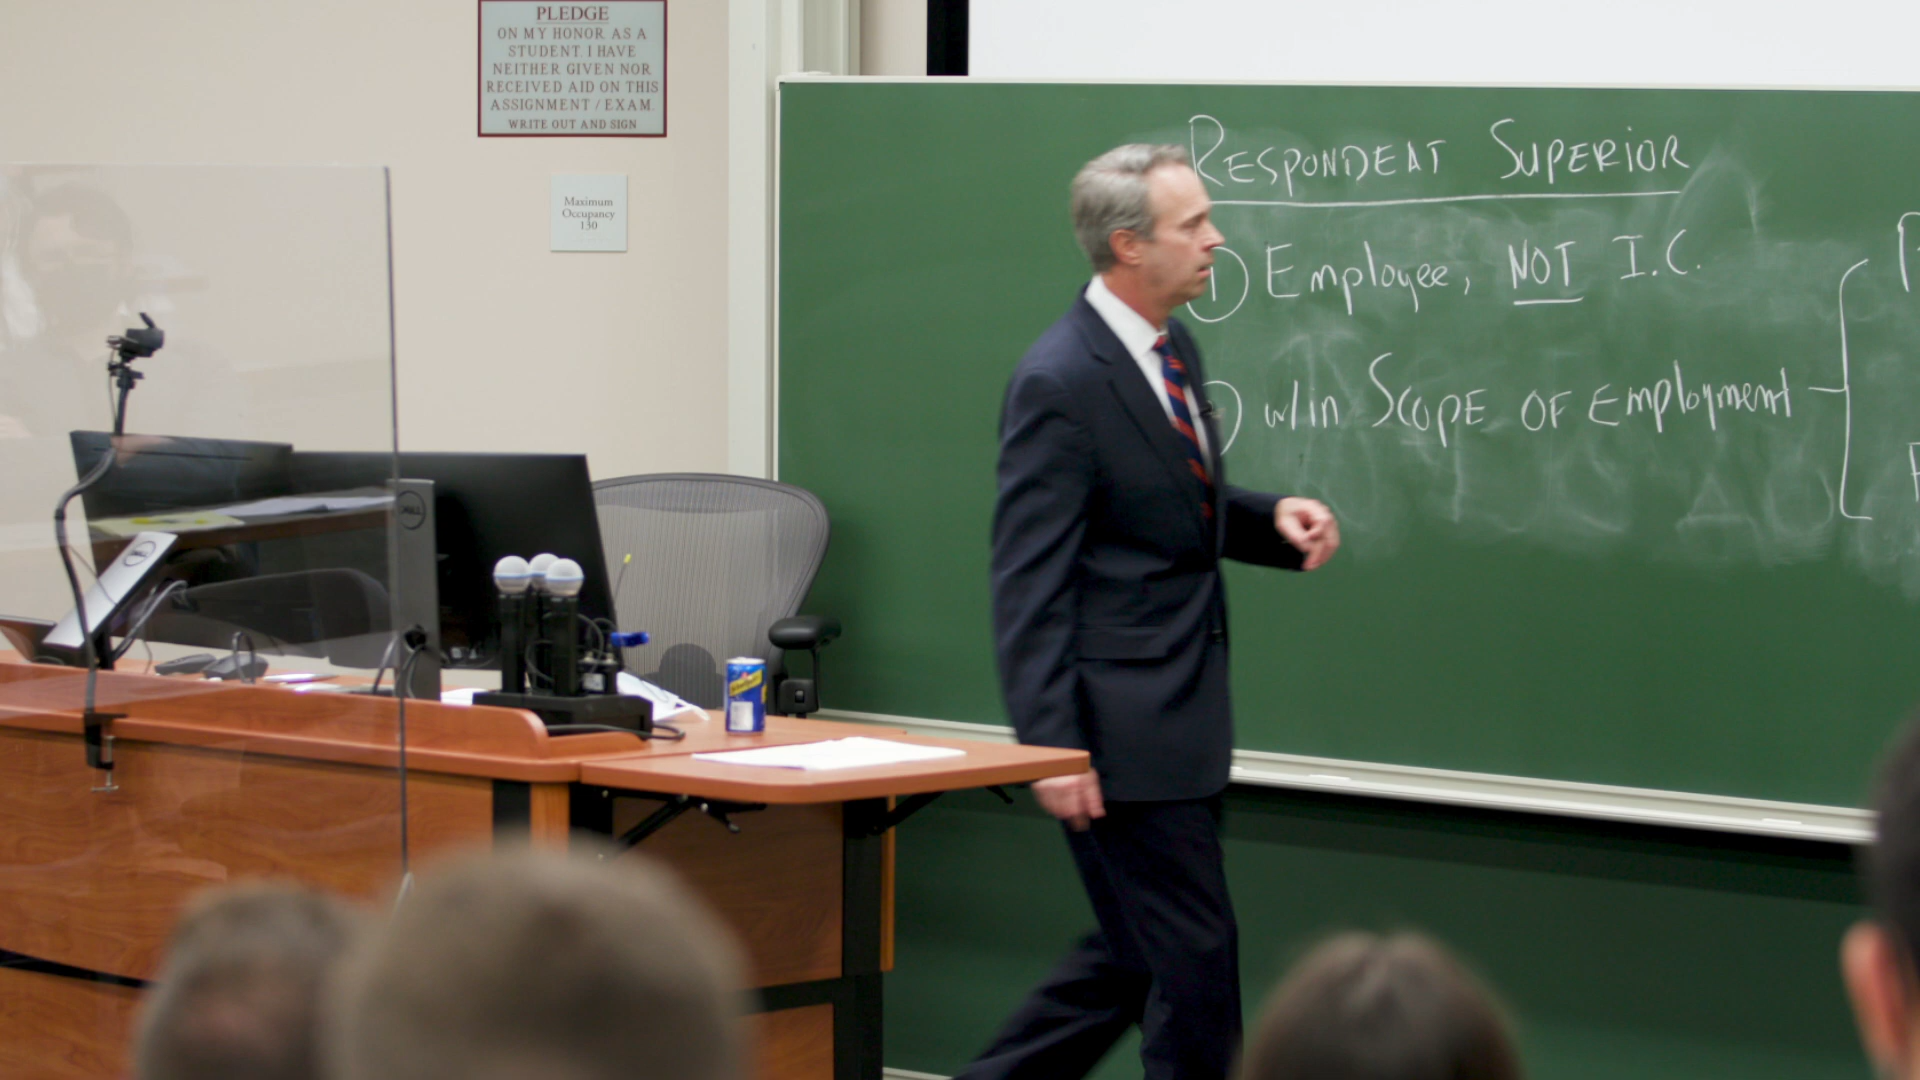 PLEDGE
ON MY HONOR AS A
STUDENT I HAVE
NEITHER GIVEN NOR
RECEIVED AID ON THIS
ASSIGNMENT / EXAM.
WRITE OUT AND SIGN
Maximum
Occupancy
130
RESPONDEAT SUPERIOR
1 Employee, NOT I.C.
w/in SCOPE OF Employment
DELL
DELL